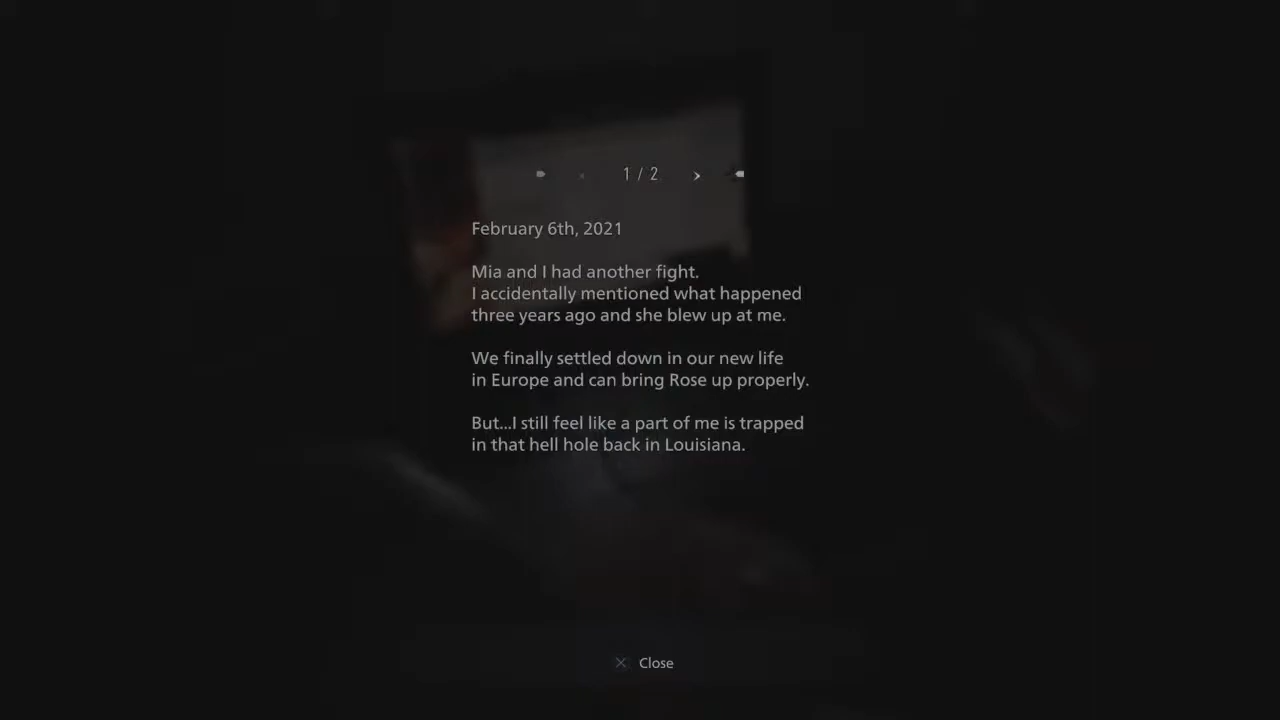 1 / 2
February 6th, 2021
Mia and I had another fight.
I accidentally mentioned what happened
three years ago and she blew up at me.
We finally settled down in our new life
in Europe and can bring Rose up properly.
But...I still feel like a part of me is trapped
in that hell hole back in Louisiana.
Close